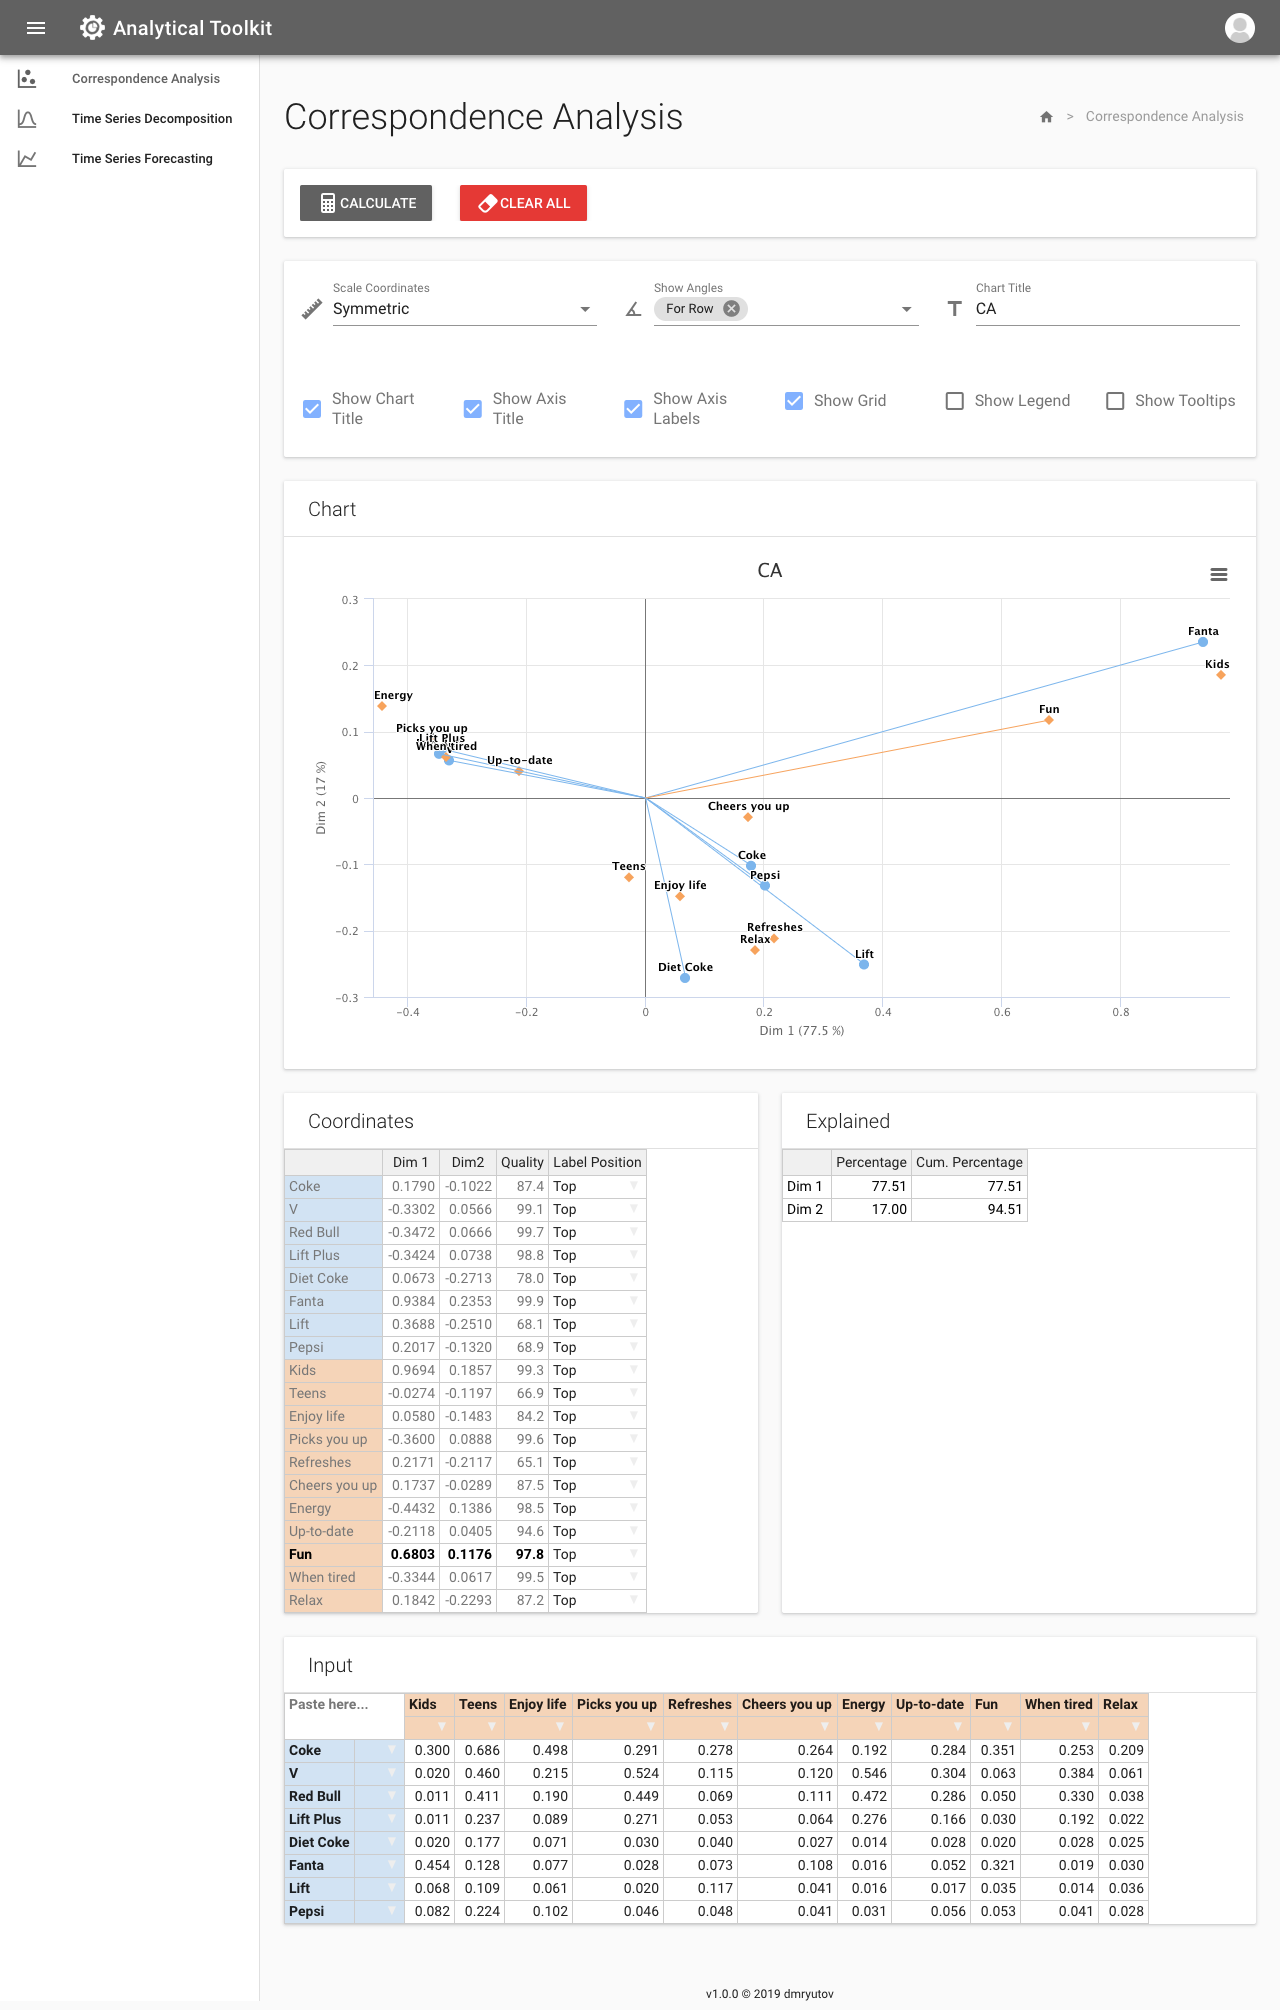 Analytical Toolkit
Correspondence Analysis
Time Series Decomposition
Time Series Forecasting
Correspondence Analysis
> Correspondence Analysis
CALCULATE
CLEAR ALL
Scale Coordinates
Symmetric
Show Angles
For Row
Chart Title
CA
Show Chart Title
Show Axis Title
Show Axis Labels
Show Grid
Show Legend
Show Tooltips
Chart
CA
0.3
0.2
0.1
0
-0.1
-0.2
-0.3
Dim 2 (17 %)
Fanta
Kids
Energy
Fun
Picks you up
Lift Plus
When tired
Up-to-date
Cheers you up
Coke
Teens
Pepsi
Enjoy life
Refreshes
Relax
Lift
Diet Coke
-0.4 -0.2 0 0.2 0.4 0.6 0.8
Dim 1 (77.5 %)
Coordinates
Dim 1 Dim2 Quality Label Position
Coke 0.1790 -0.1022 87.4 Top
V -0.3302 0.0566 99.1 Top
Red Bull -0.3472 0.0666 99.7 Top
Lift Plus -0.3424 0.0738 98.8 Top
Diet Coke 0.0673 -0.2713 78.0 Top
Fanta 0.9384 0.2353 99.9 Top
Lift 0.3688 -0.2510 68.1 Top
Pepsi 0.2017 -0.1320 68.9 Top
Kids 0.9694 0.1857 99.3 Top
Teens -0.0274 -0.1197 66.9 Top
Enjoy life 0.0580 -0.1483 84.2 Top
Picks you up -0.3600 0.0888 99.6 Top
Refreshes 0.2171 -0.2117 65.1 Top
Cheers you up 0.1737 -0.0289 87.5 Top
Energy -0.4432 0.1386 98.5 Top
Up-to-date -0.2118 0.0405 94.6 Top
Fun 0.6803 0.1176 97.8 Top
When tired -0.3344 0.0617 99.5 Top
Relax 0.1842 -0.2293 87.2 Top
Explained
Percentage Cum. Percentage
Dim 1 77.51 77.51
Dim 2 17.00 94.51
Input
Paste here... Kids Teens Enjoy life Picks you up Refreshes Cheers you up Energy Up-to-date Fun When tired Relax
Coke 0.300 0.686 0.498 0.291 0.278 0.264 0.192 0.284 0.351 0.253 0.209
V 0.020 0.460 0.215 0.524 0.115 0.120 0.546 0.304 0.063 0.384 0.061
Red Bull 0.011 0.411 0.190 0.449 0.069 0.111 0.472 0.286 0.050 0.330 0.038
Lift Plus 0.011 0.237 0.089 0.271 0.053 0.064 0.276 0.166 0.030 0.192 0.022
Diet Coke 0.020 0.177 0.071 0.030 0.040 0.027 0.014 0.028 0.020 0.028 0.025
Fanta 0.454 0.128 0.077 0.028 0.073 0.108 0.016 0.052 0.321 0.019 0.030
Lift 0.068 0.109 0.061 0.020 0.117 0.041 0.016 0.017 0.035 0.014 0.036
Pepsi 0.082 0.224 0.102 0.046 0.048 0.041 0.031 0.056 0.053 0.041 0.028
v1.0.0 © 2019 dmryutov